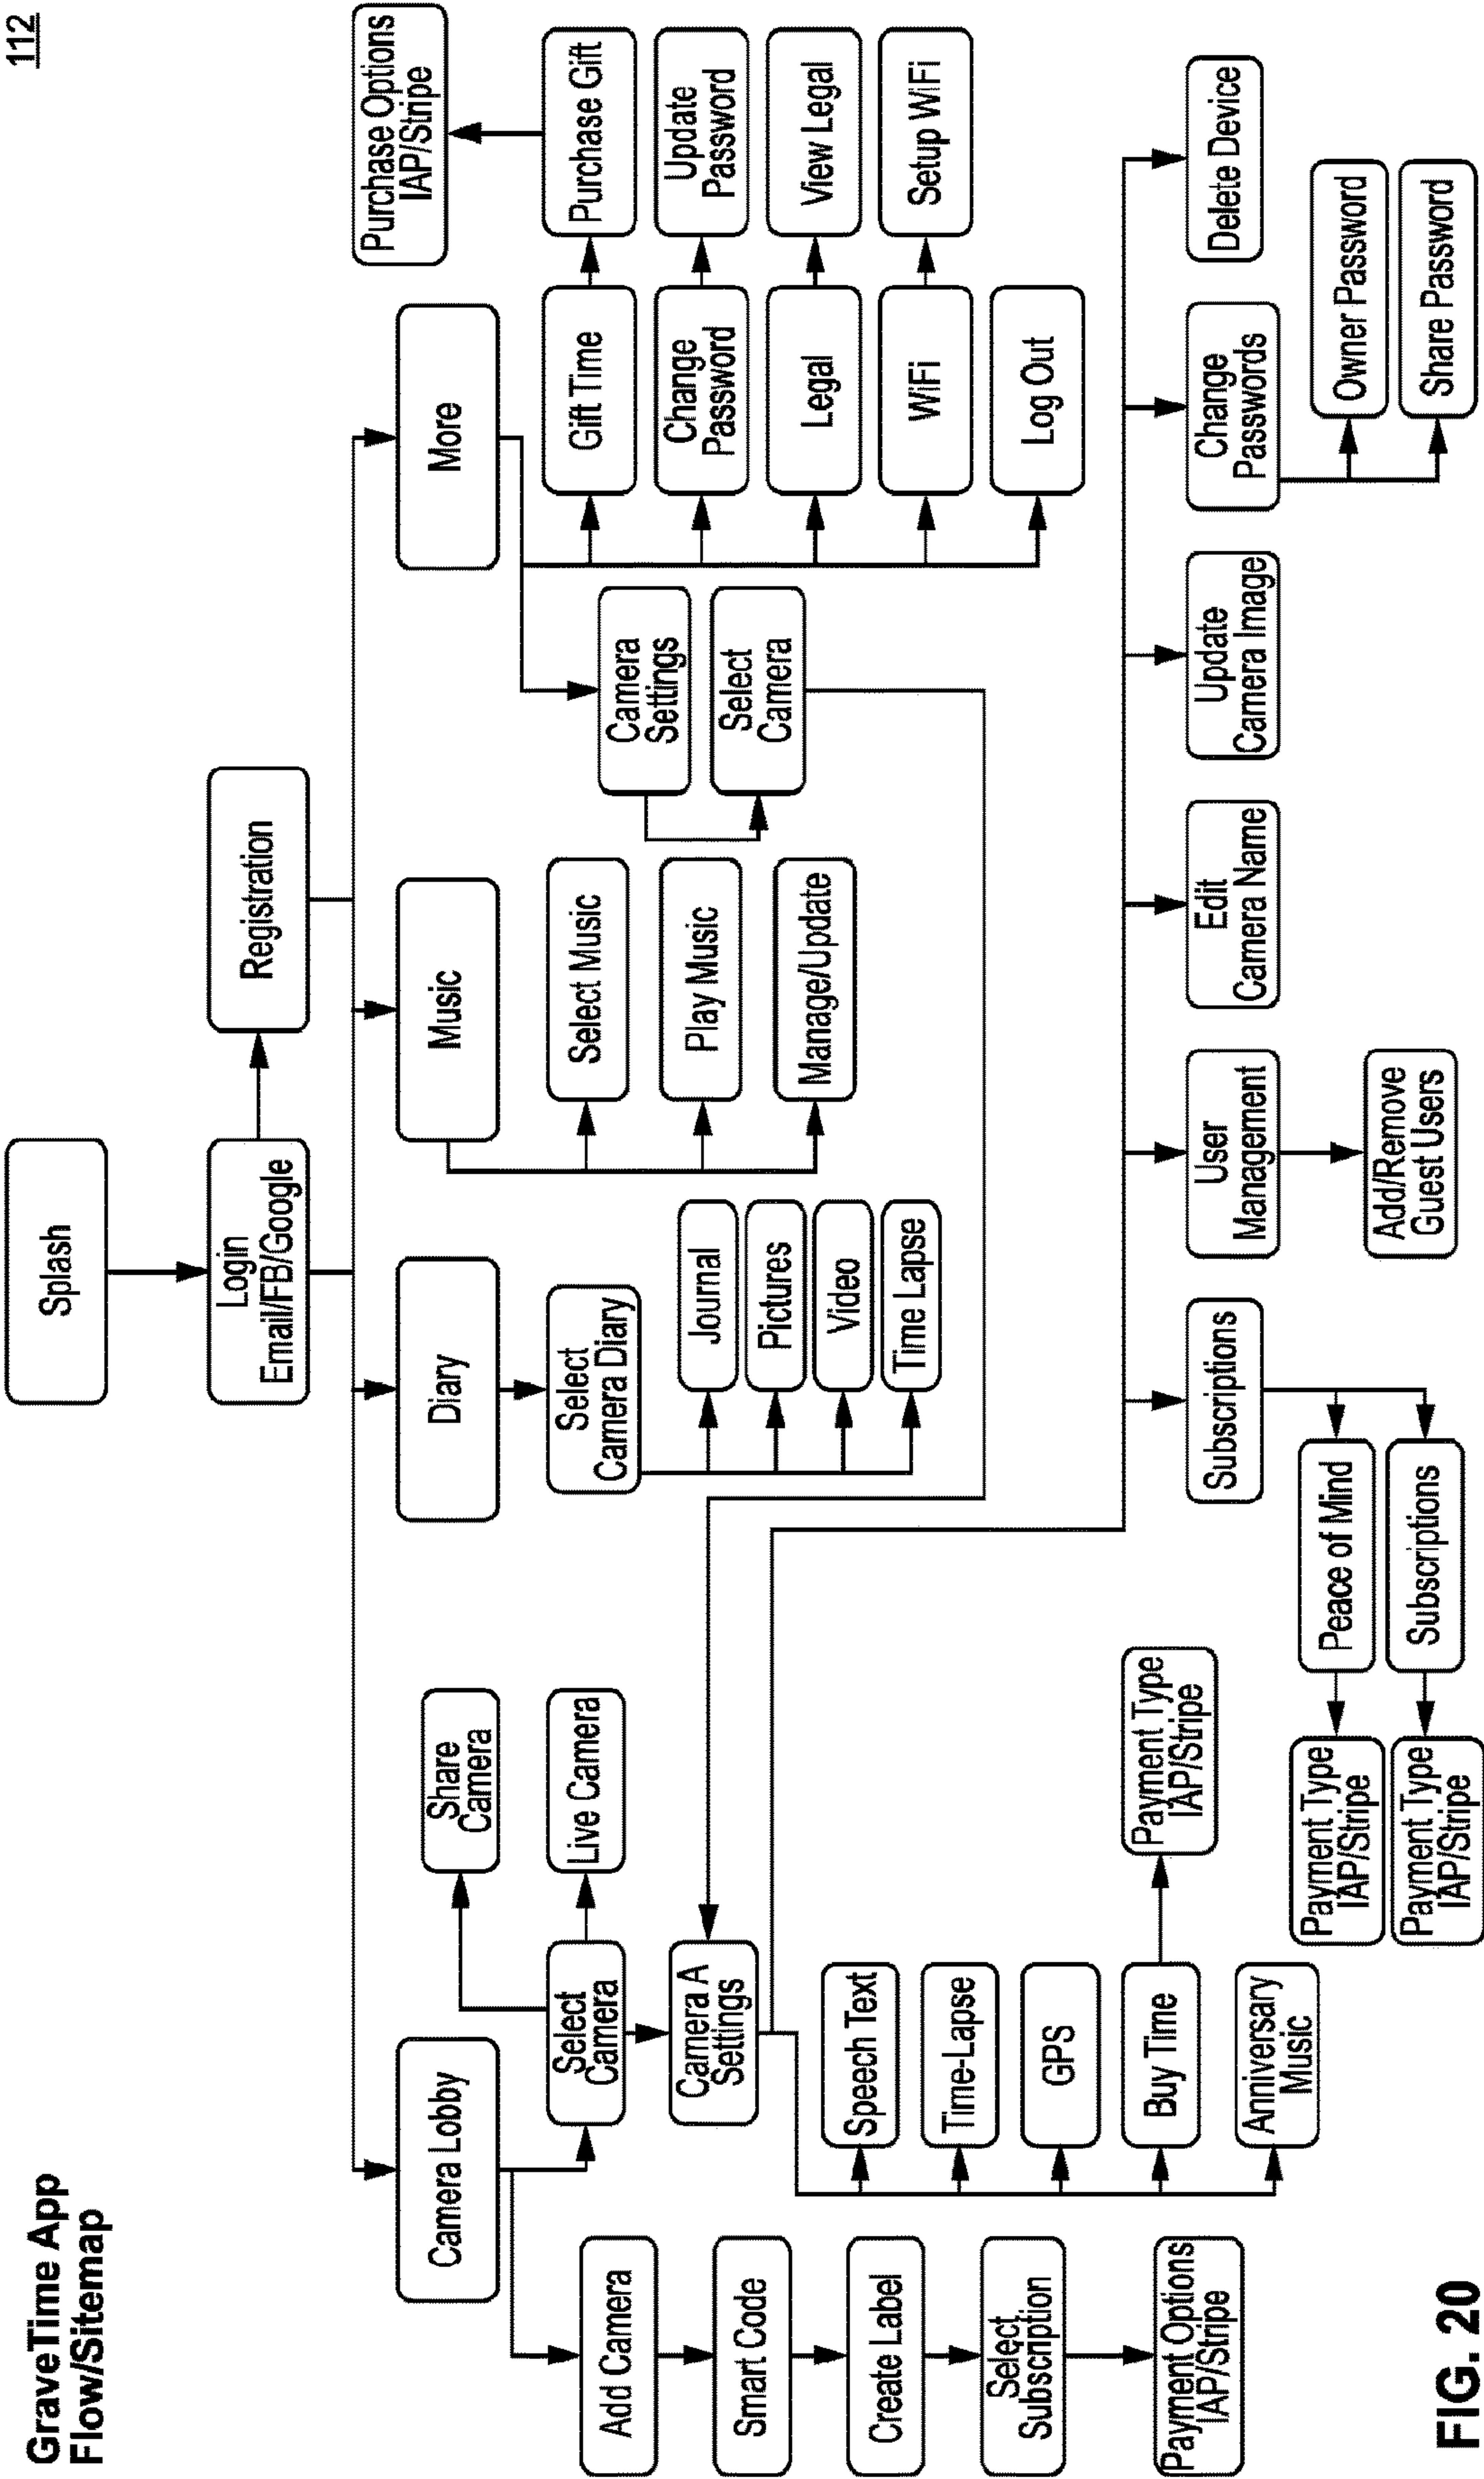 GraveTime App
Flow/Sitemap
112
Splash
Login
Email/FB/Google
Registration
Camera Lobby
Diary
Music
More
Purchase Options
IAP/Stripe
Share
Camera
Add Camera
Smart Code
Create Label
Select
Subscription
Payment Options
IAP/Stripe
Select
Camera
Live Camera
Camera A
Settings
Speech Text
Time-Lapse
GPS
Buy Time
Anniversary
Music
Payment Type
IAP/Stripe
Select
Camera Diary
Journal
Pictures
Video
Time Lapse
Select Music
Play Music
Manage/Update
Camera
Settings
Select
Camera
Gift Time
Purchase Gift
Change
Password
Update
Password
Legal
View Legal
WiFi
Setup WiFi
Log Out
Subscriptions
User
Management
Edit
Camera Name
Update
Camera Image
Change
Passwords
Delete Device
Payment Type
IAP/Stripe
Peace of Mind
Payment Type
IAP/Stripe
Subscriptions
Add/Remove
Guest Users
Owner Password
Share Password
FIG. 20